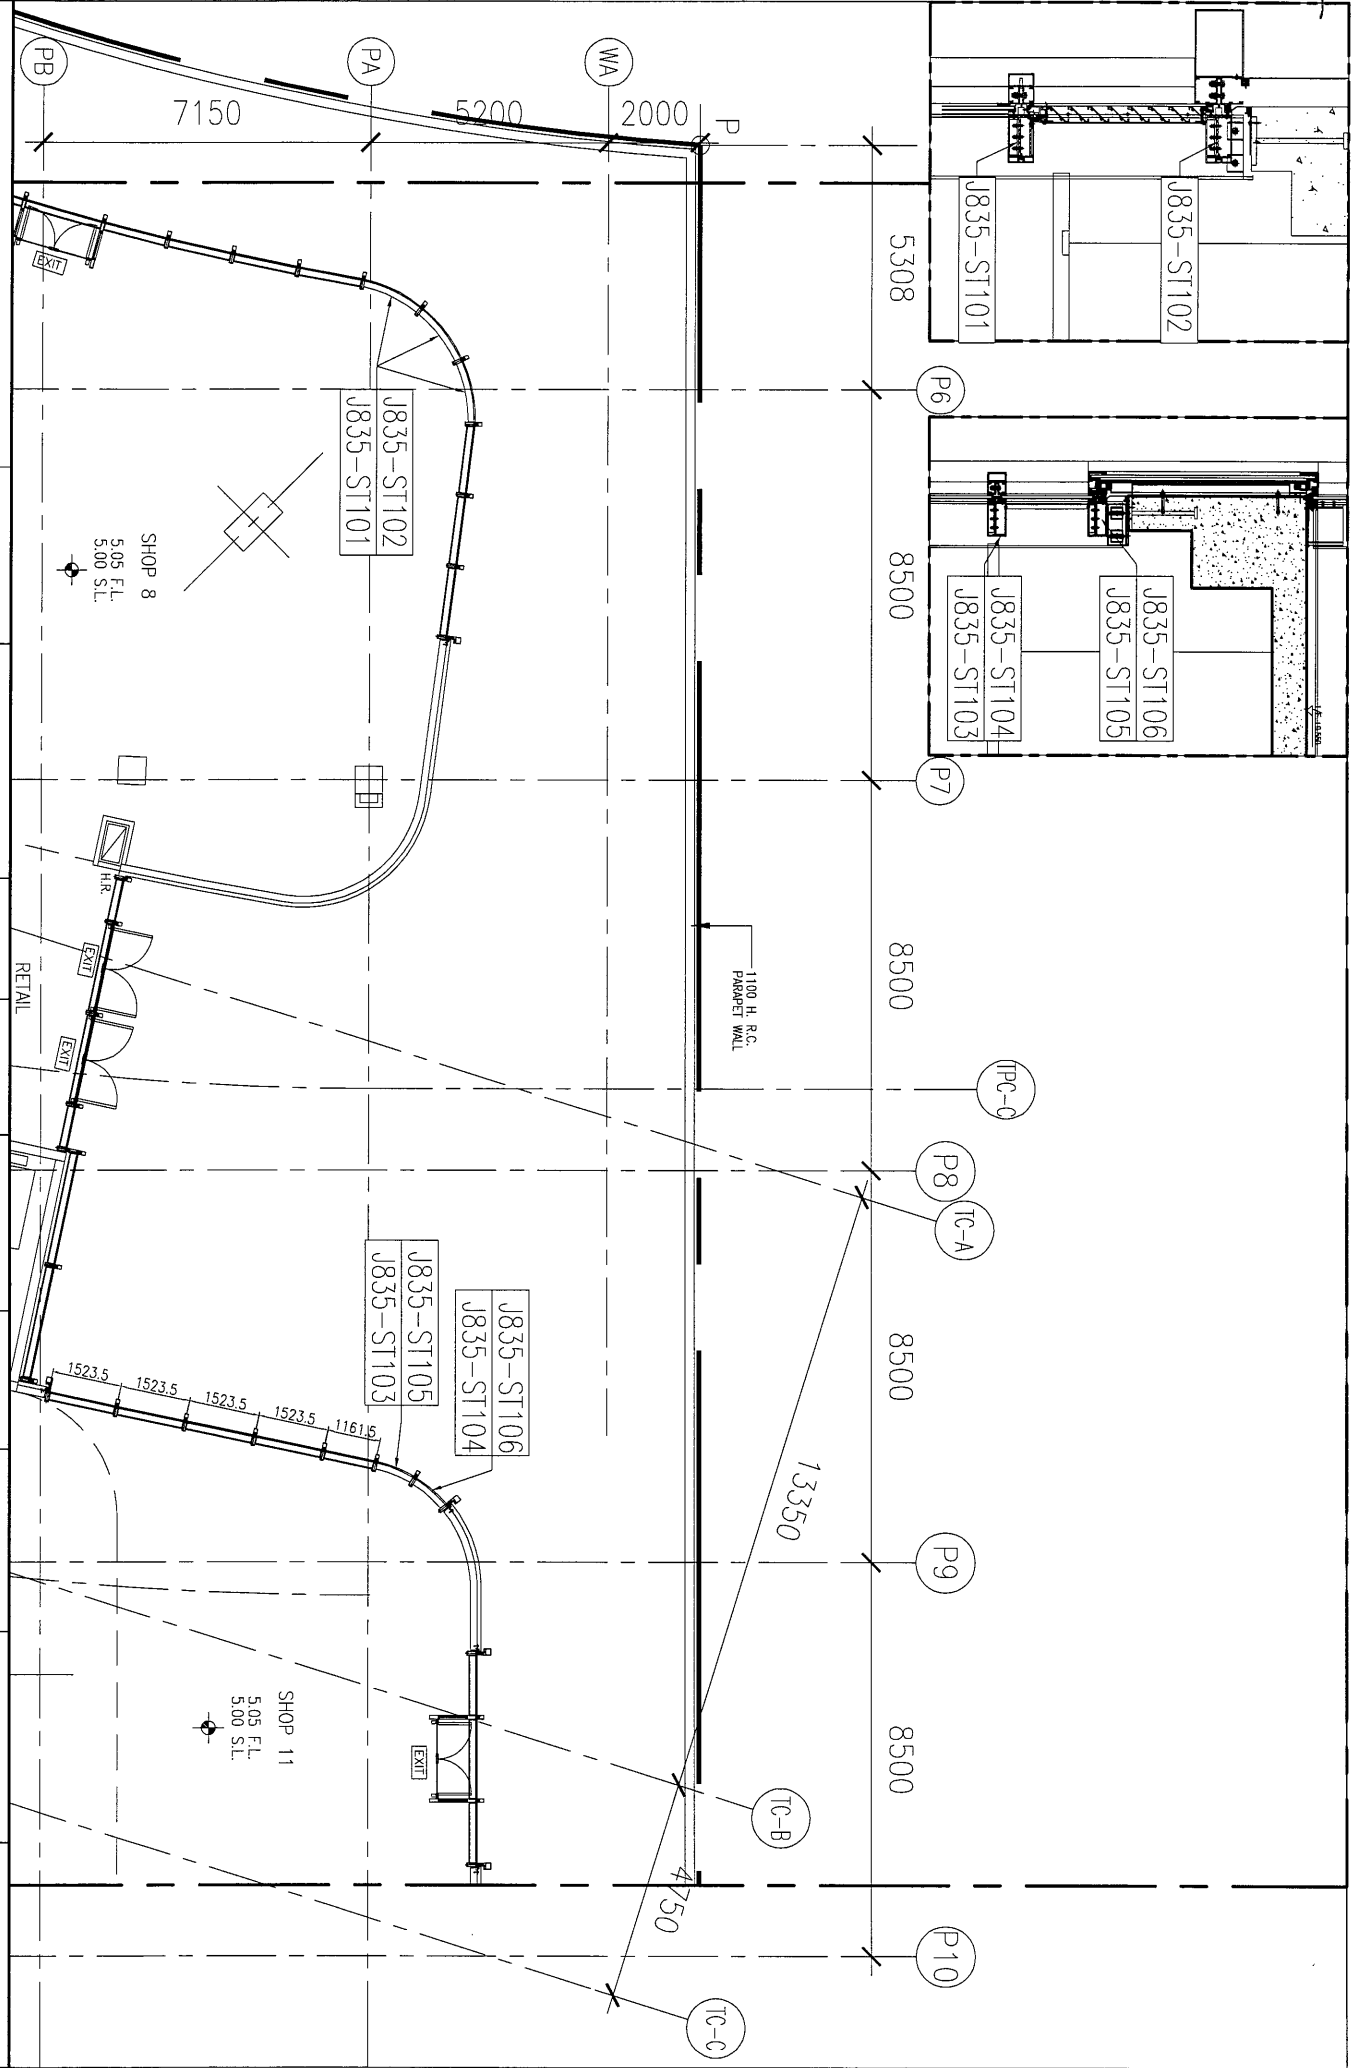 PB
PA
WA
P
7150
5200
2000
5308
8500
8500
8500
8500
P6
P7
TPC-C
P8
TC-A
P9
TC-B
P10
TC-C
13350
4750
J835-ST102
J835-ST101
J835-ST106
J835-ST105
J835-ST104
J835-ST103
J835-ST102
J835-ST101
EXIT
SHOP 8
5.05 F.L.
5.00 S.L.
H.R.
EXIT
EXIT
RETAIL
1100 H. R.C.
PARAPET WALL
J835-ST105
J835-ST103
J835-ST106
J835-ST104
1523.5
1523.5
1523.5
1523.5
1161.5
SHOP 11
5.05 F.L.
5.00 S.L.
EXIT